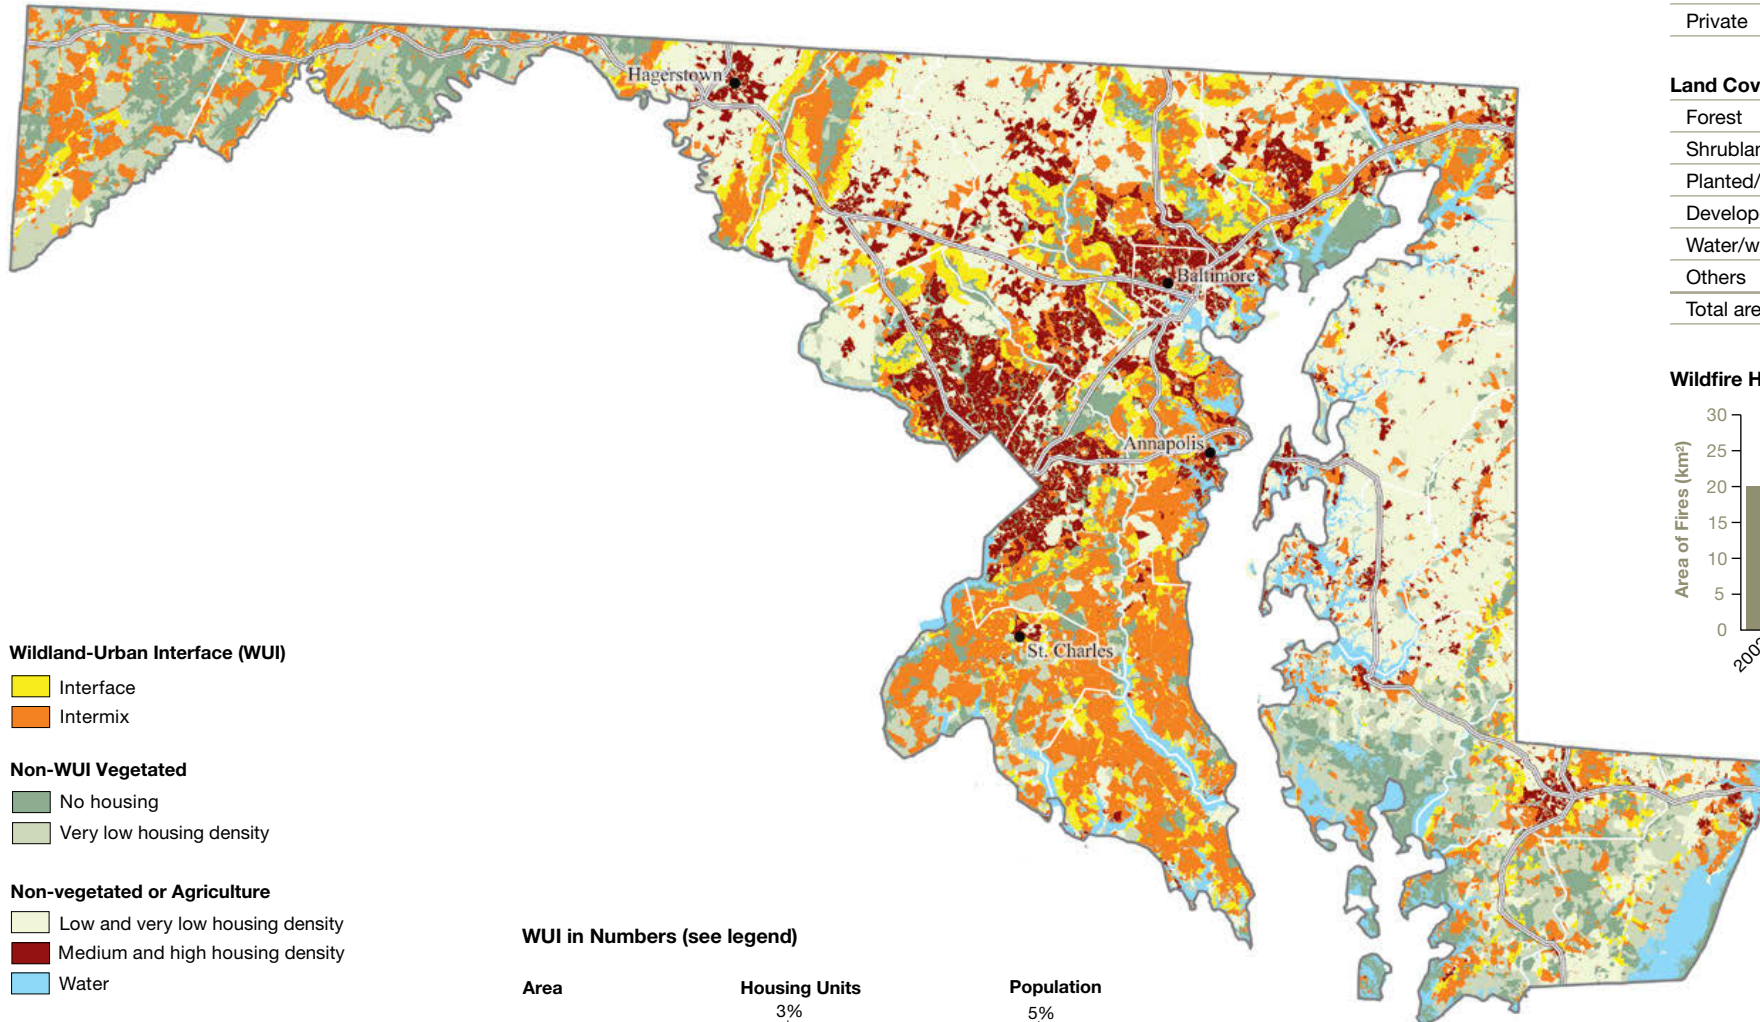 Hagerstown
Baltimore
Annapolis
St. Charles
Wildland-Urban Interface (WUI)
Interface
Intermix
Non-WUI Vegetated
No housing
Very low housing density
Non-vegetated or Agriculture
Low and very low housing density
Medium and high housing density
Water
WUI in Numbers (see legend)
Area Housing Units Population
3% 5%
Private
Land Cov
Forest
Shrublan
Planted/
Develop
Water/w
Others
Total are
Wildfire H
Area of Fires (km²)
30
25
20
15
10
5
0